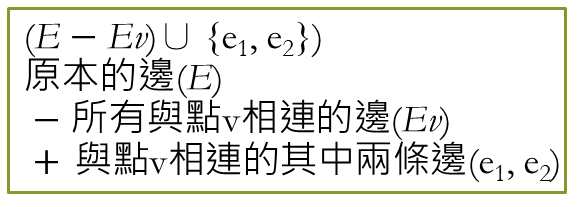 (E − Ev) ∪ {e₁, e₂})
原本的邊(E)
− 所有與點v相連的邊(Ev)
+ 與點v相連的其中兩條邊(e₁, e₂)